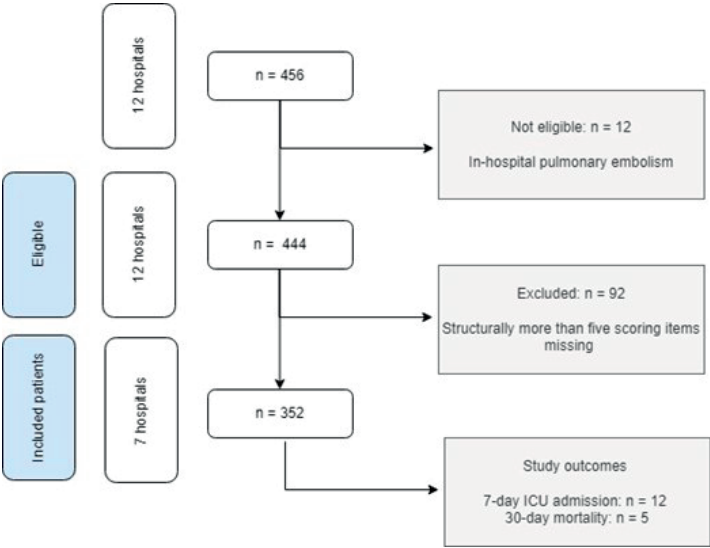 12 hospitals
n = 456
Not eligible: n = 12
In-hospital pulmonary embolism
Eligible
12 hospitals
n = 444
Excluded: n = 92
Structurally more than five scoring items
missing
Included patients
7 hospitals
n = 352
Study outcomes
7-day ICU admission: n = 12
30-day mortality: n = 5